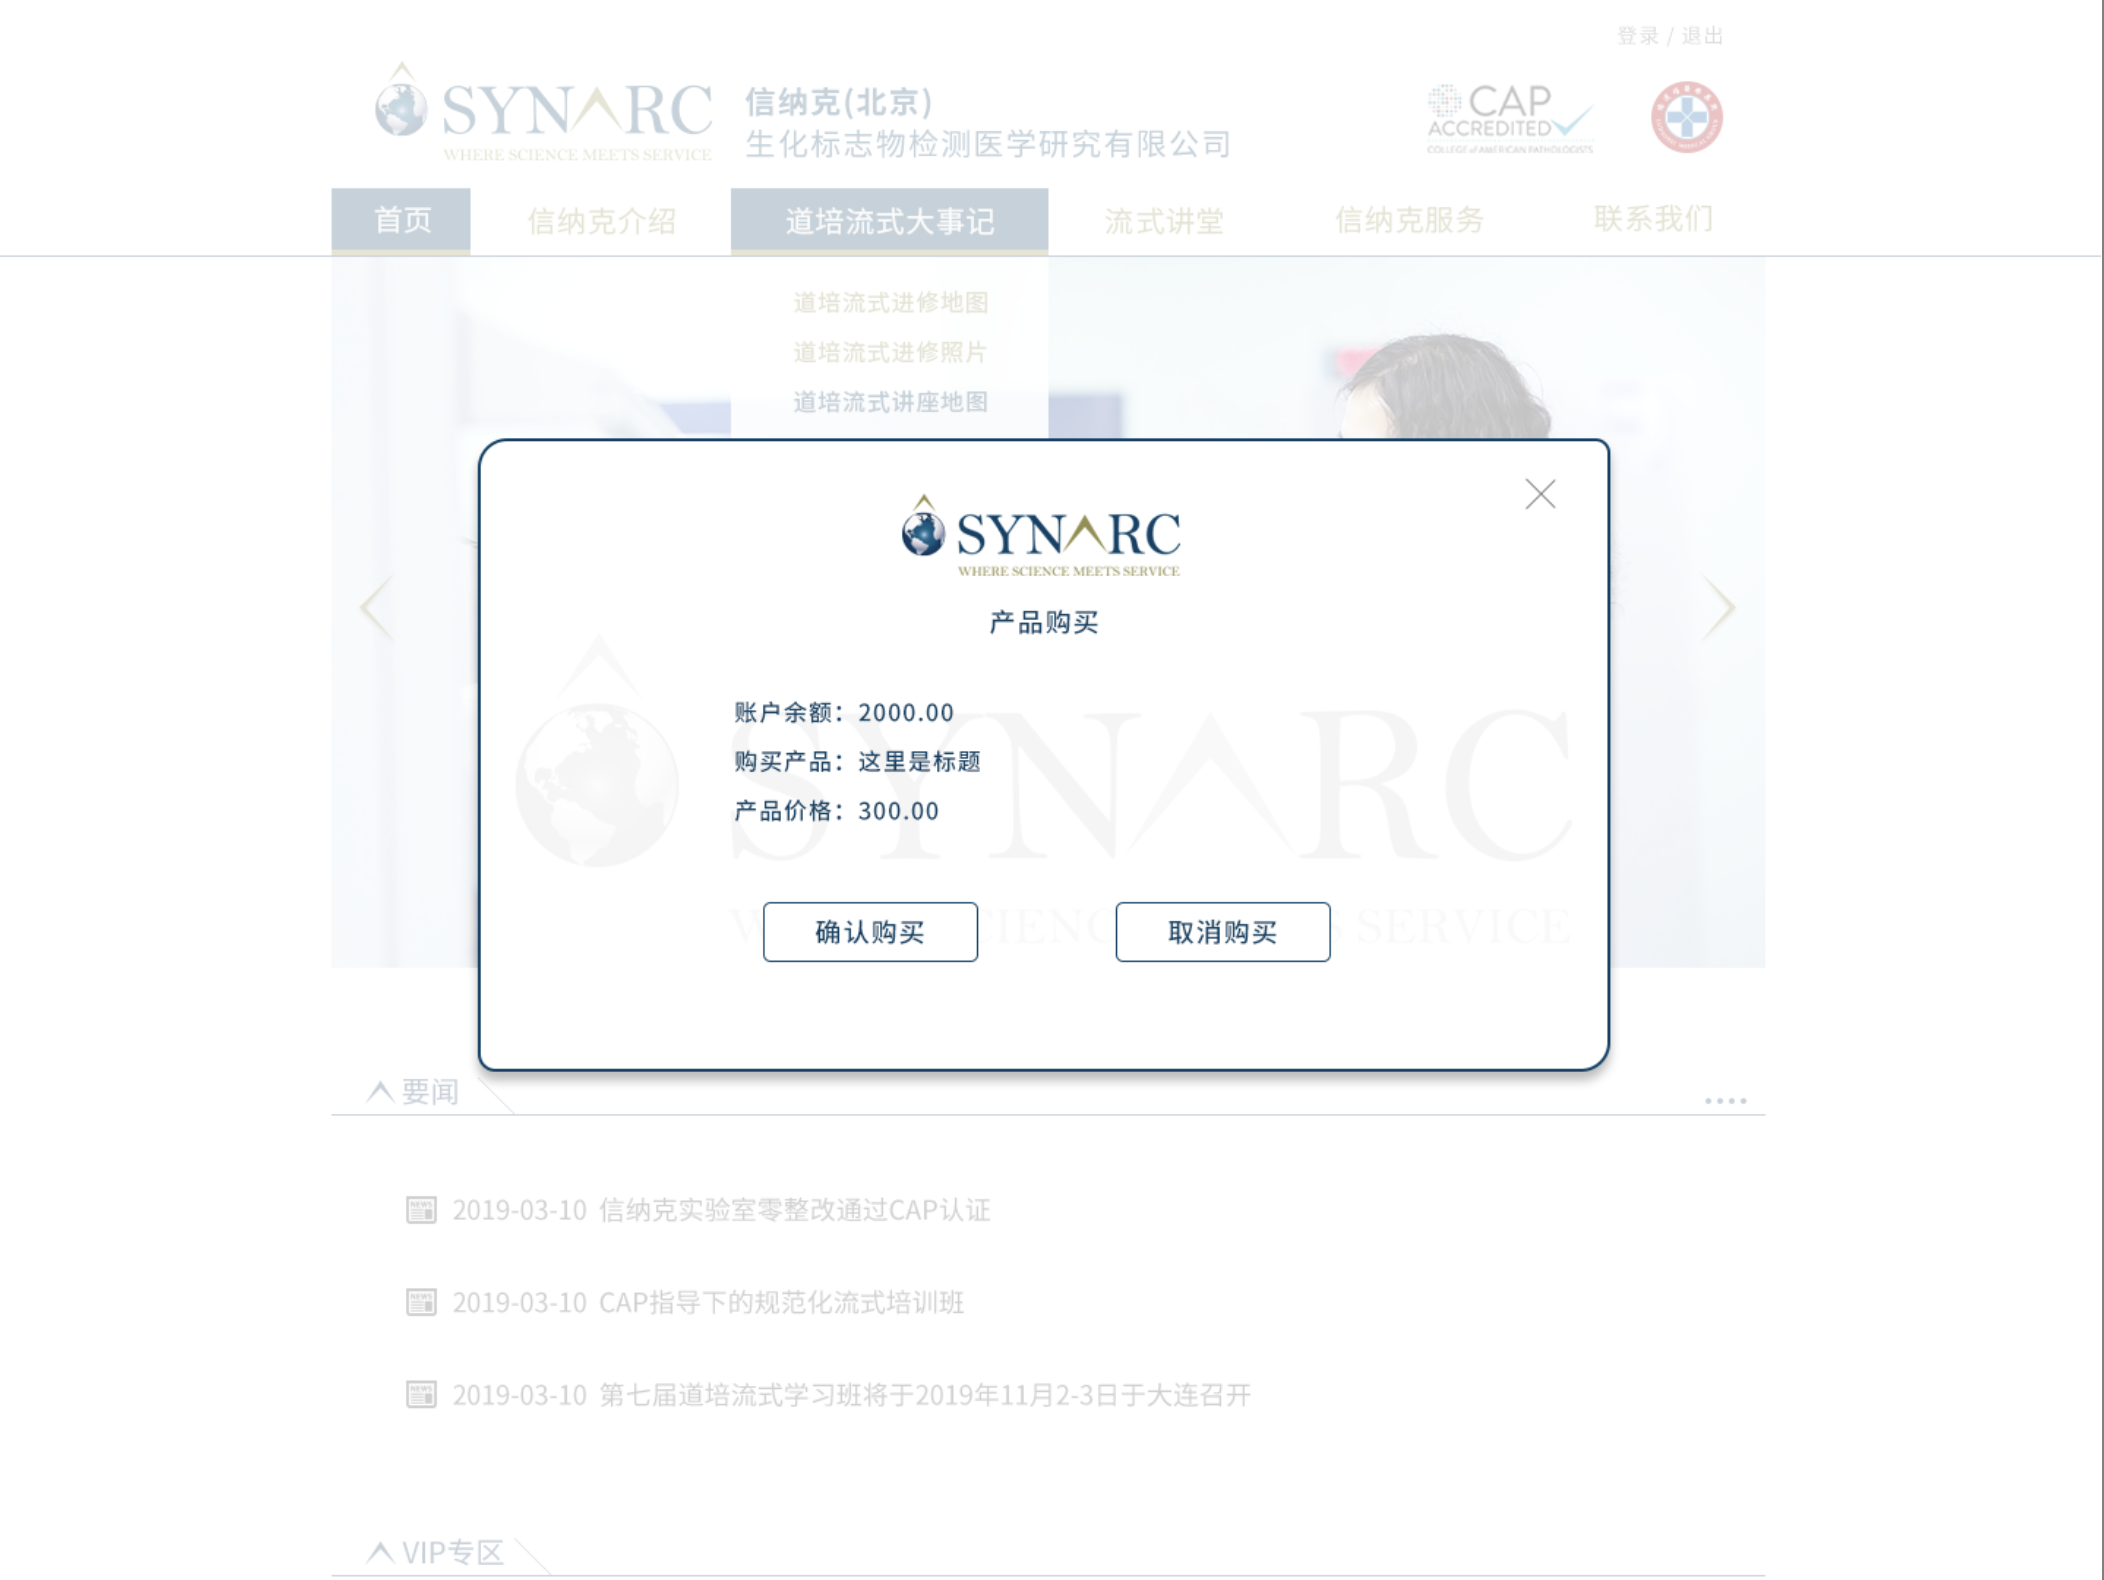 登录 / 退出
SYNARC
WHERE SCIENCE MEETS SERVICE
信纳克(北京)
生化标志物检测医学研究有限公司
CAP
ACCREDITED
COLLEGE of AMERICAN PATHOLOGISTS
首页
信纳克介绍
道培流式大事记
流式讲堂
信纳克服务
联系我们
道培流式进修地图
道培流式进修照片
道培流式讲座地图
SYNARC
WHERE SCIENCE MEETS SERVICE
产品购买
账户余额：2000.00
购买产品：这里是标题
产品价格：300.00
SYNARC
确认购买
取消购买
SERVICE
要闻
NEWS 2019-03-10 信纳克实验室零整改通过CAP认证
NEWS 2019-03-10 CAP指导下的规范化流式培训班
NEWS 2019-03-10 第七届道培流式学习班将于2019年11月2-3日于大连召开
VIP专区